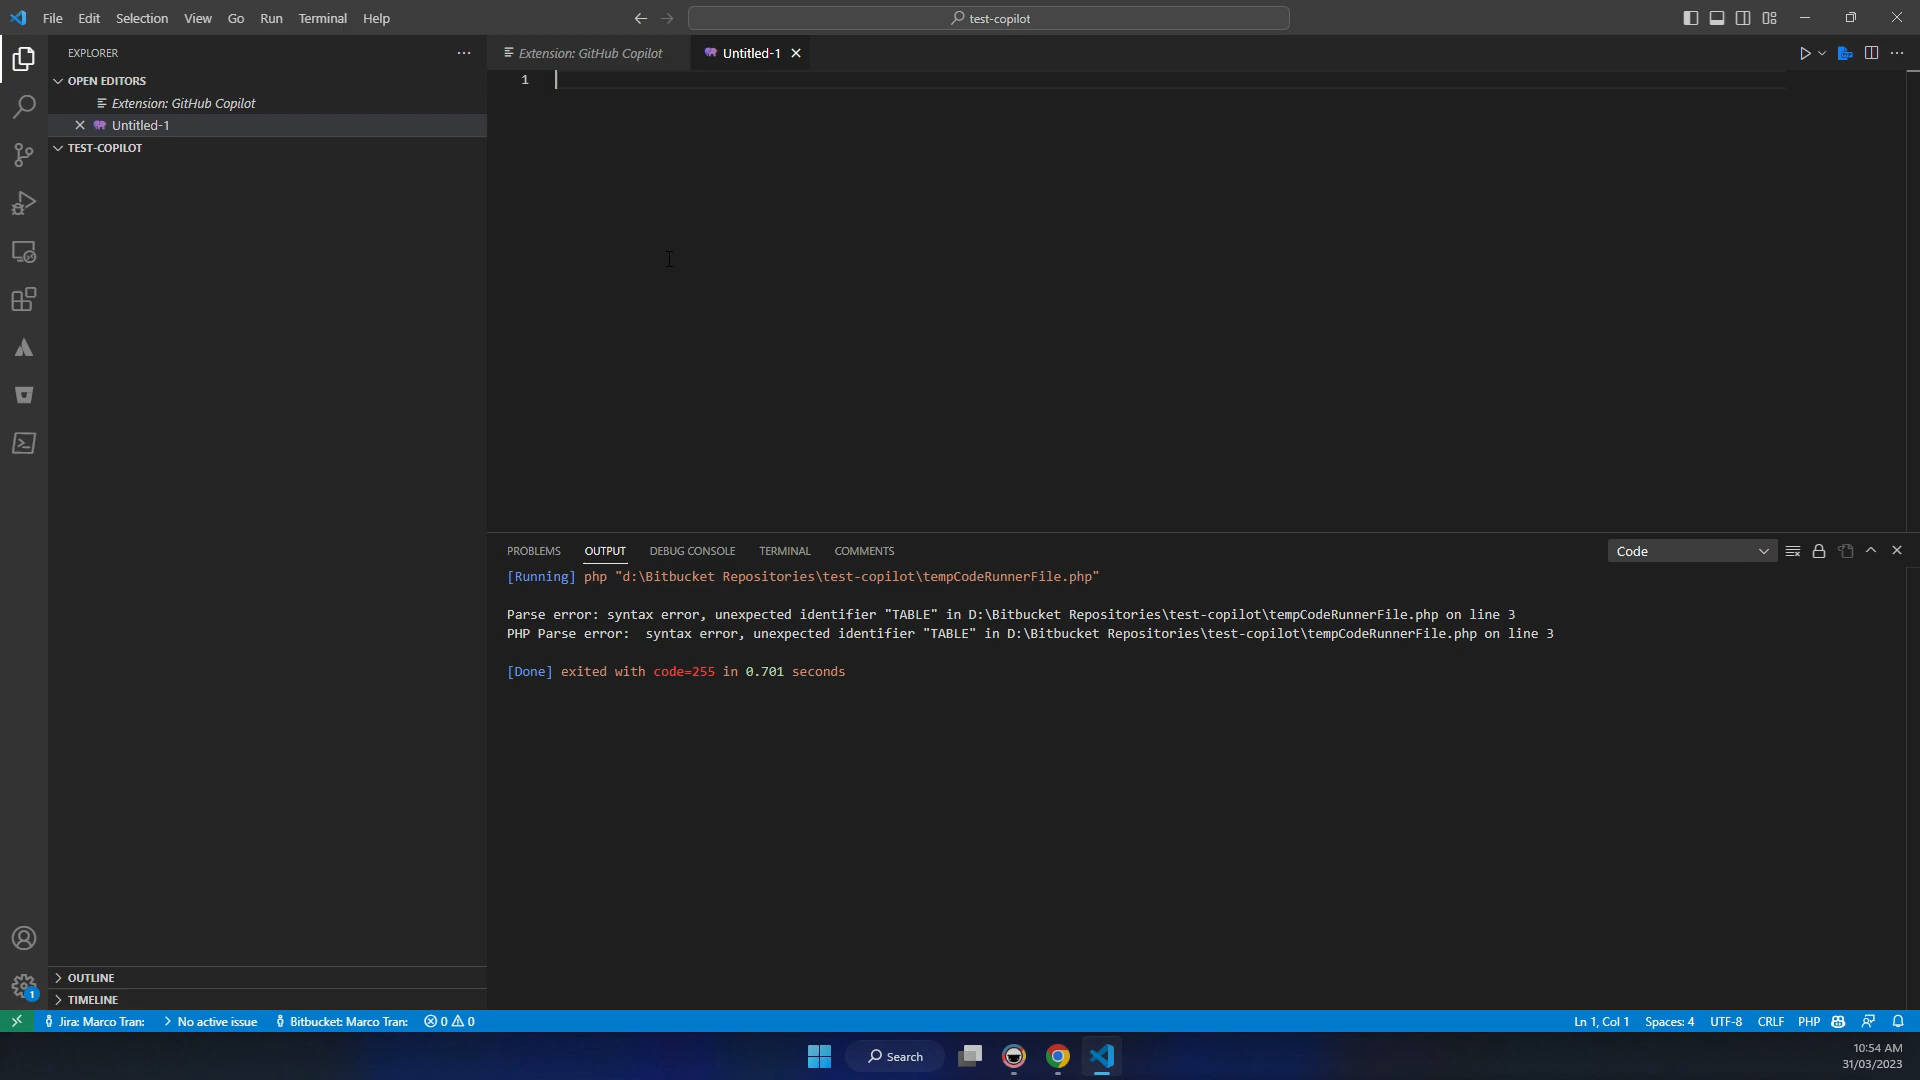 File Edit Selection View Go Run Terminal Help
test-copilot
EXPLORER
OPEN EDITORS
Extension: GitHub Copilot
Untitled-1
TEST-COPILOT
OUTLINE
TIMELINE
Extension: GitHub Copilot
Untitled-1
1
PROBLEMS OUTPUT DEBUG CONSOLE TERMINAL COMMENTS
Code
[Running] php "d:\Bitbucket Repositories\test-copilot\tempCodeRunnerFile.php"
Parse error: syntax error, unexpected identifier "TABLE" in D:\Bitbucket Repositories\test-copilot\tempCodeRunnerFile.php on line 3
PHP Parse error:  syntax error, unexpected identifier "TABLE" in D:\Bitbucket Repositories\test-copilot\tempCodeRunnerFile.php on line 3
[Done] exited with code=255 in 0.701 seconds
1
Jira: Marco Tran: No active issue Bitbucket: Marco Tran: 0 0
Ln 1, Col 1 Spaces: 4 UTF-8 CRLF PHP
Search
10:54 AM
31/03/2023